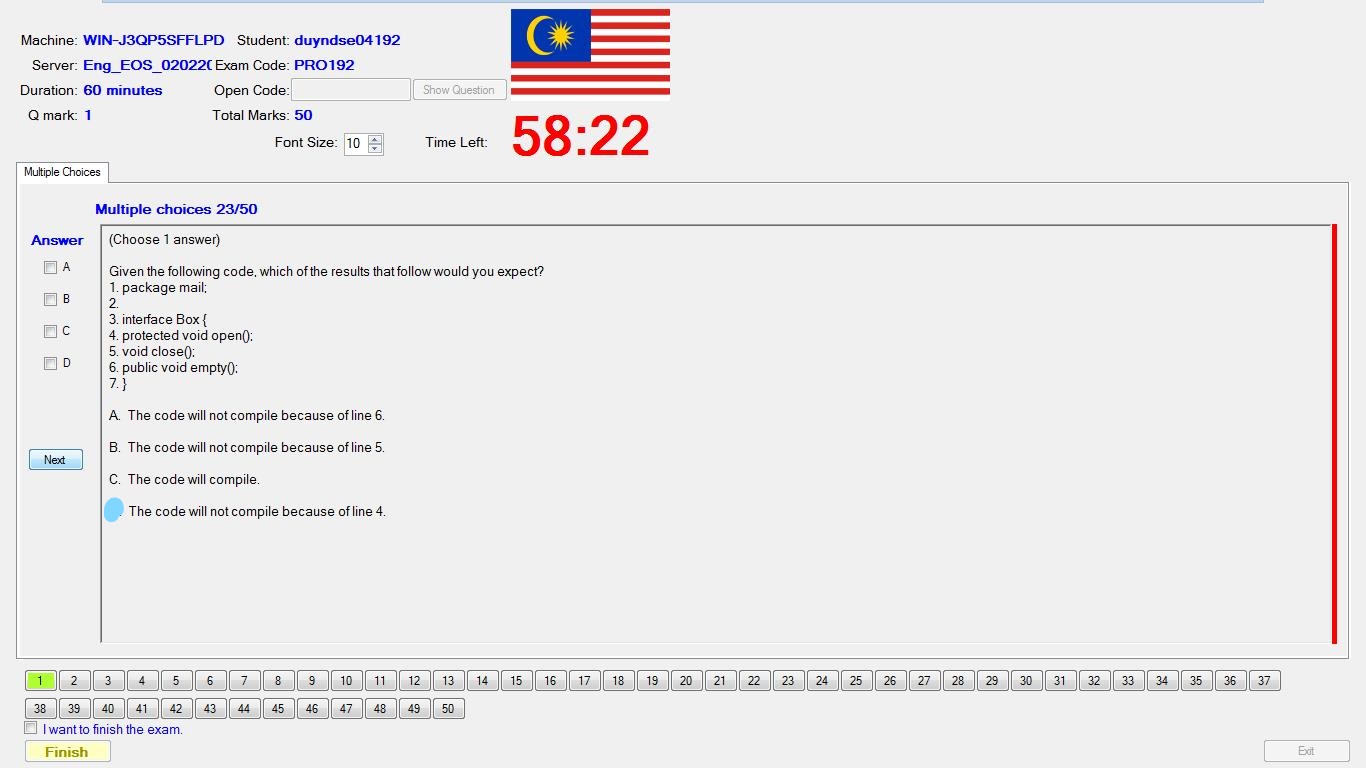 Machine: WIN-J3QP5SFFLPD Student: duyndse04192
Server: Eng_EOS_020220 Exam Code: PRO192
Duration: 60 minutes Open Code: Show Question
Q mark: 1 Total Marks: 50
Font Size: 10 Time Left: 58:22
Multiple Choices
Multiple choices 23/50
Answer
A
B
C
D
Next
(Choose 1 answer)
Given the following code, which of the results that follow would you expect?
1. package mail;
2.
3. interface Box {
4. protected void open();
5. void close();
6. public void empty();
7. }
A. The code will not compile because of line 6.
B. The code will not compile because of line 5.
C. The code will compile.
. The code will not compile because of line 4.
1 2 3 4 5 6 7 8 9 10 11 12 13 14 15 16 17 18 19 20 21 22 23 24 25 26 27 28 29 30 31 32 33 34 35 36 37
38 39 40 41 42 43 44 45 46 47 48 49 50
I want to finish the exam.
Finish
Exit